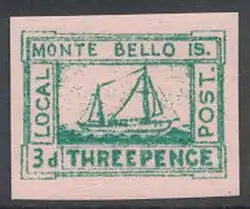 MONTE BELLO IS.
LOCAL
POST.
3d THREEPENCE